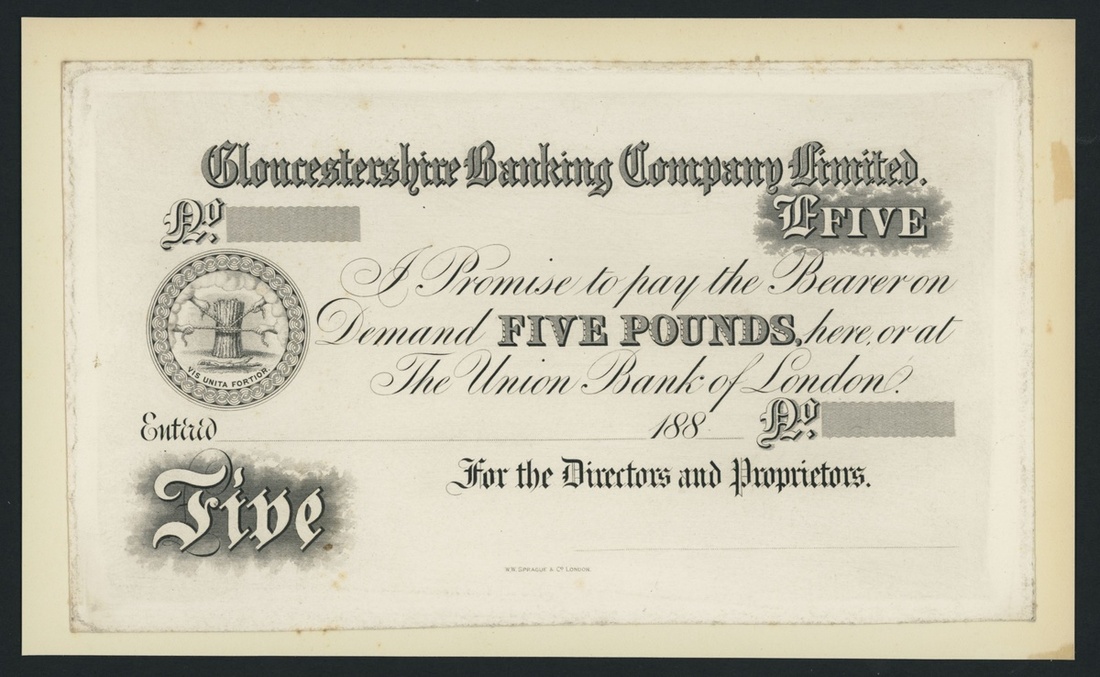 Gloucestershire Banking Company Limited.
No.
£FIVE
I Promise to pay the Bearer on
Demand FIVE POUNDS, here, or at
The Union Bank of London.
VIS UNITA FORTIOR
Entered 188 No.
Five
For the Directors and Proprietors.
W.W. SPRAGUE & Co. LONDON.